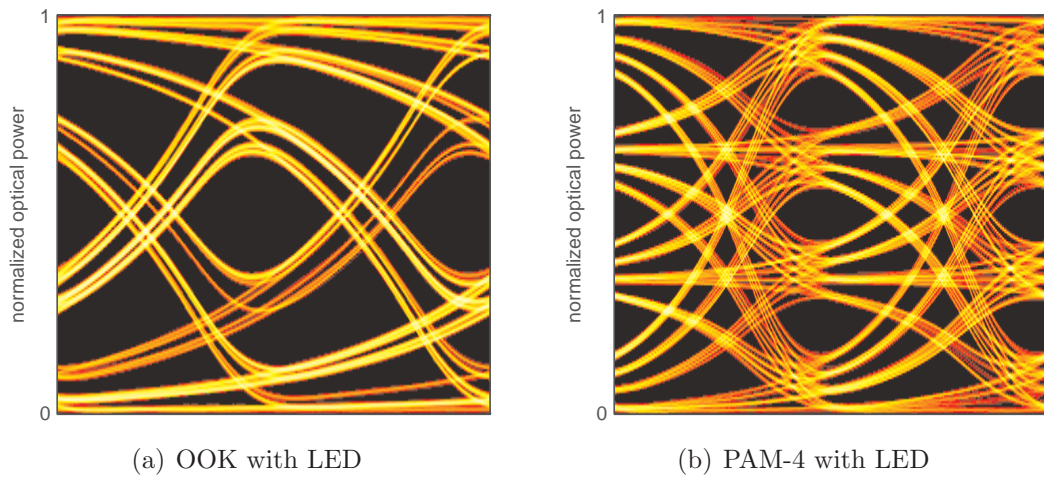 1
normalized optical power
0
(a) OOK with LED
1
normalized optical power
0
(b) PAM-4 with LED